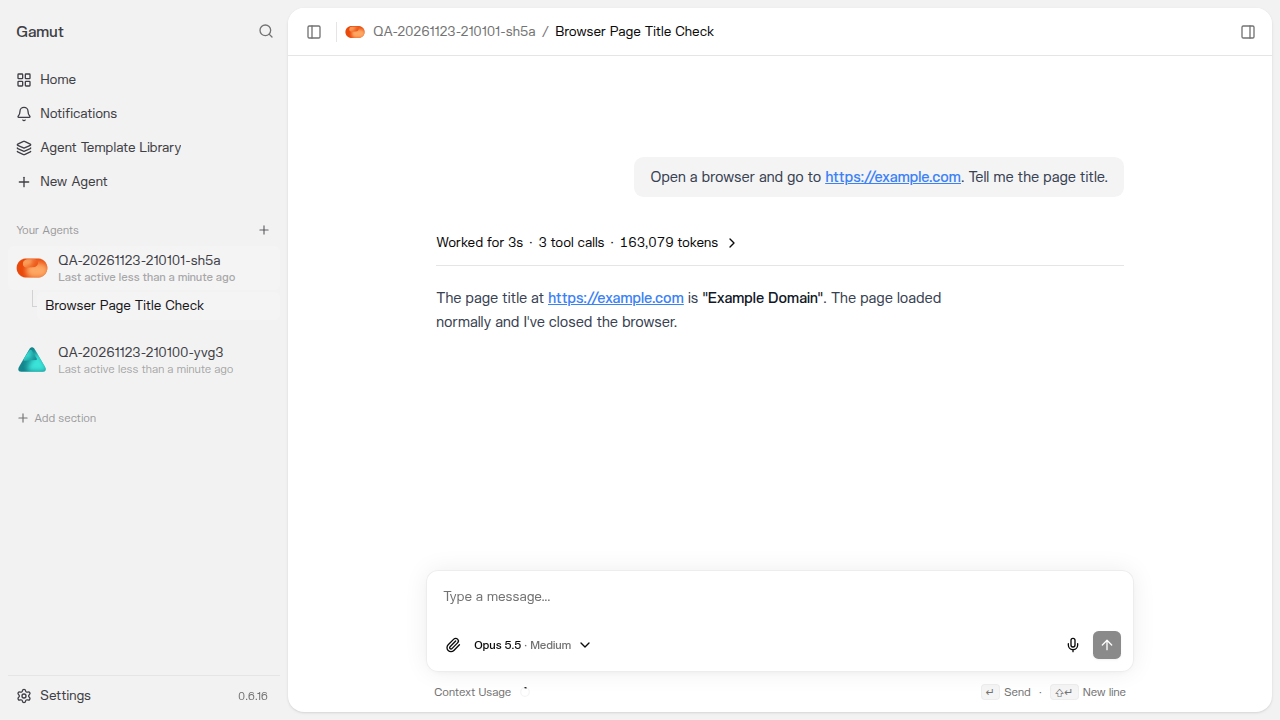 Gamut
Home
Notifications
Agent Template Library
New Agent
Your Agents
QA-20261123-210101-sh5a
Last active less than a minute ago
Browser Page Title Check
QA-20261123-210100-yvg3
Last active less than a minute ago
Add section
Settings
0.6.16
QA-20261123-210101-sh5a / Browser Page Title Check
Open a browser and go to https://example.com. Tell me the page title.
Worked for 3s · 3 tool calls · 163,079 tokens
The page title at https://example.com is "Example Domain". The page loaded
normally and I've closed the browser.
Type a message...
Opus 5.5 · Medium
Context Usage
Send · New line